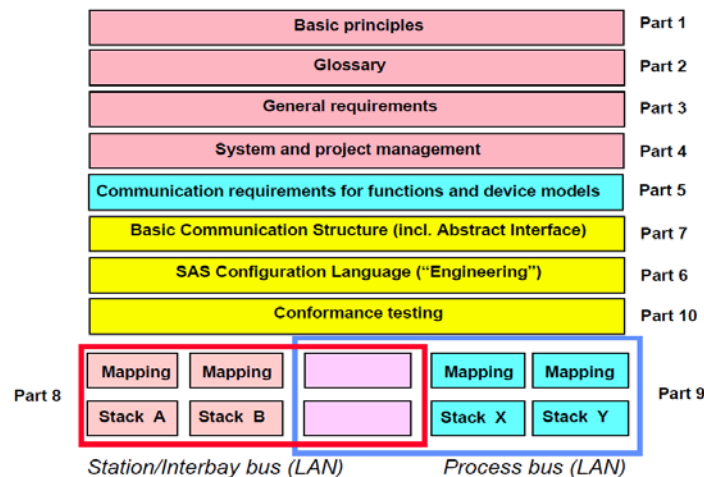 Basic principles Part 1
Glossary Part 2
General requirements Part 3
System and project management Part 4
Communication requirements for functions and device models Part 5
Basic Communication Structure (incl. Abstract Interface) Part 7
SAS Configuration Language (“Engineering”) Part 6
Conformance testing Part 10
Mapping Mapping Mapping Mapping
Part 8 Part 9
Stack A Stack B Stack X Stack Y
Station/Interbay bus (LAN) Process bus (LAN)